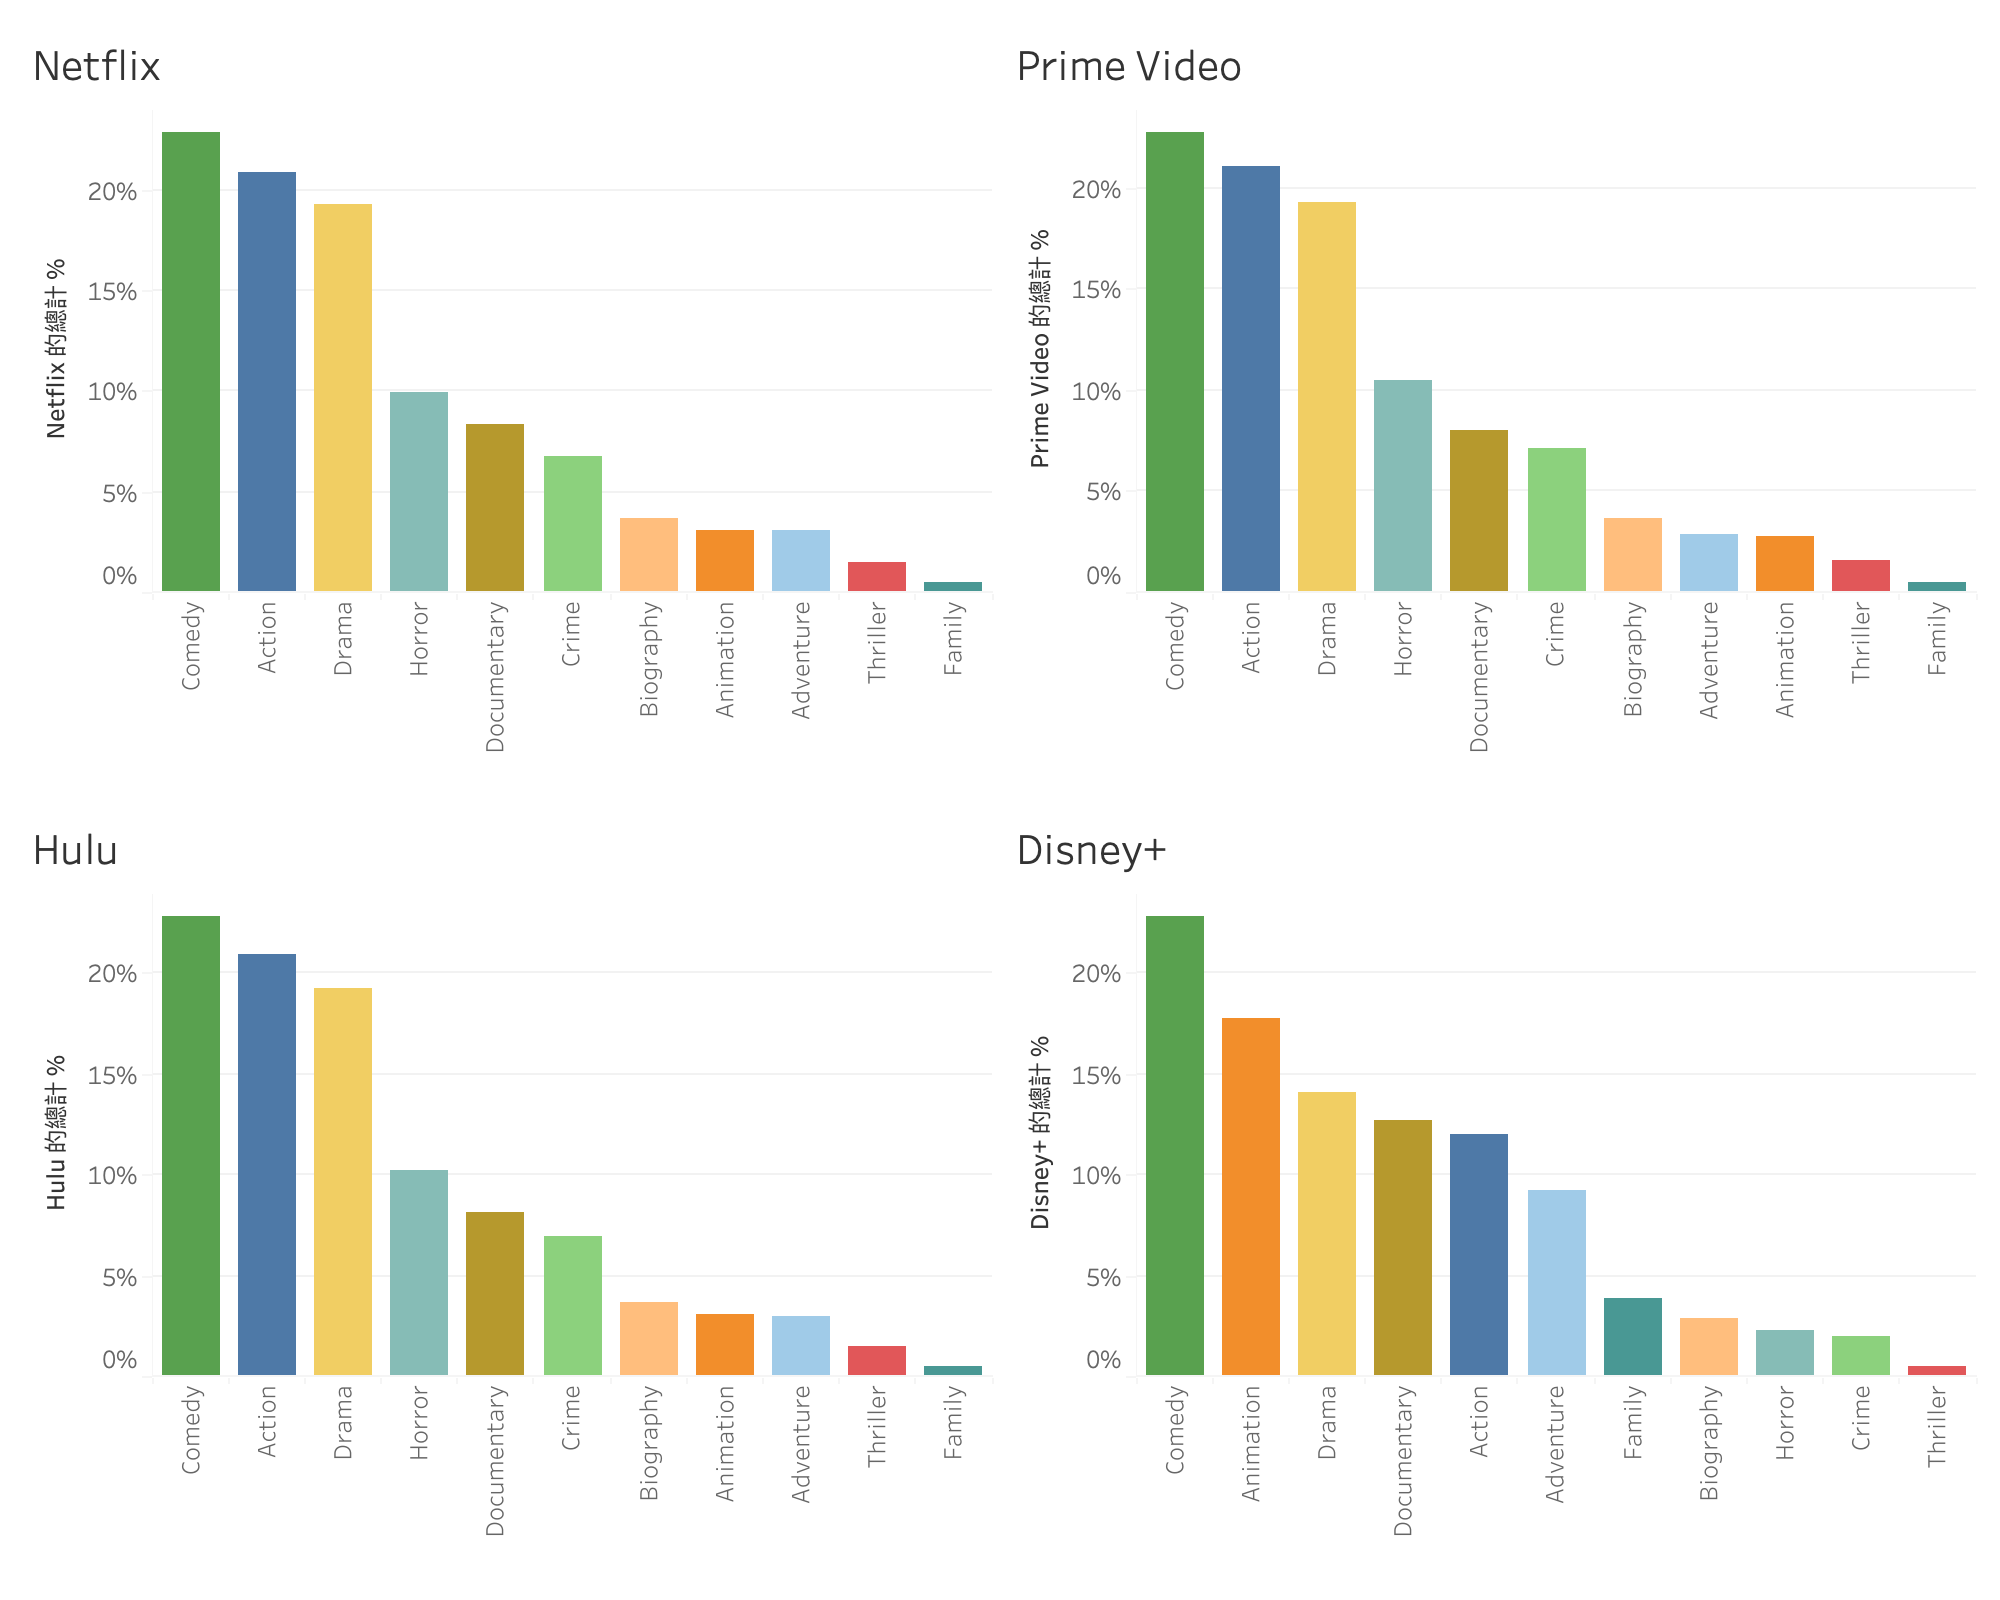 Netflix
Netflix 的總計 %
20%
15%
10%
5%
0%
Comedy
Action
Drama
Horror
Documentary
Crime
Biography
Animation
Adventure
Thriller
Family
Prime Video
Prime Video 的總計 %
20%
15%
10%
5%
0%
Comedy
Action
Drama
Horror
Documentary
Crime
Biography
Adventure
Animation
Thriller
Family
Hulu
Hulu 的總計 %
20%
15%
10%
5%
0%
Comedy
Action
Drama
Horror
Documentary
Crime
Biography
Animation
Adventure
Thriller
Family
Disney+
Disney+ 的總計 %
20%
15%
10%
5%
0%
Comedy
Animation
Drama
Documentary
Action
Adventure
Family
Biography
Horror
Crime
Thriller